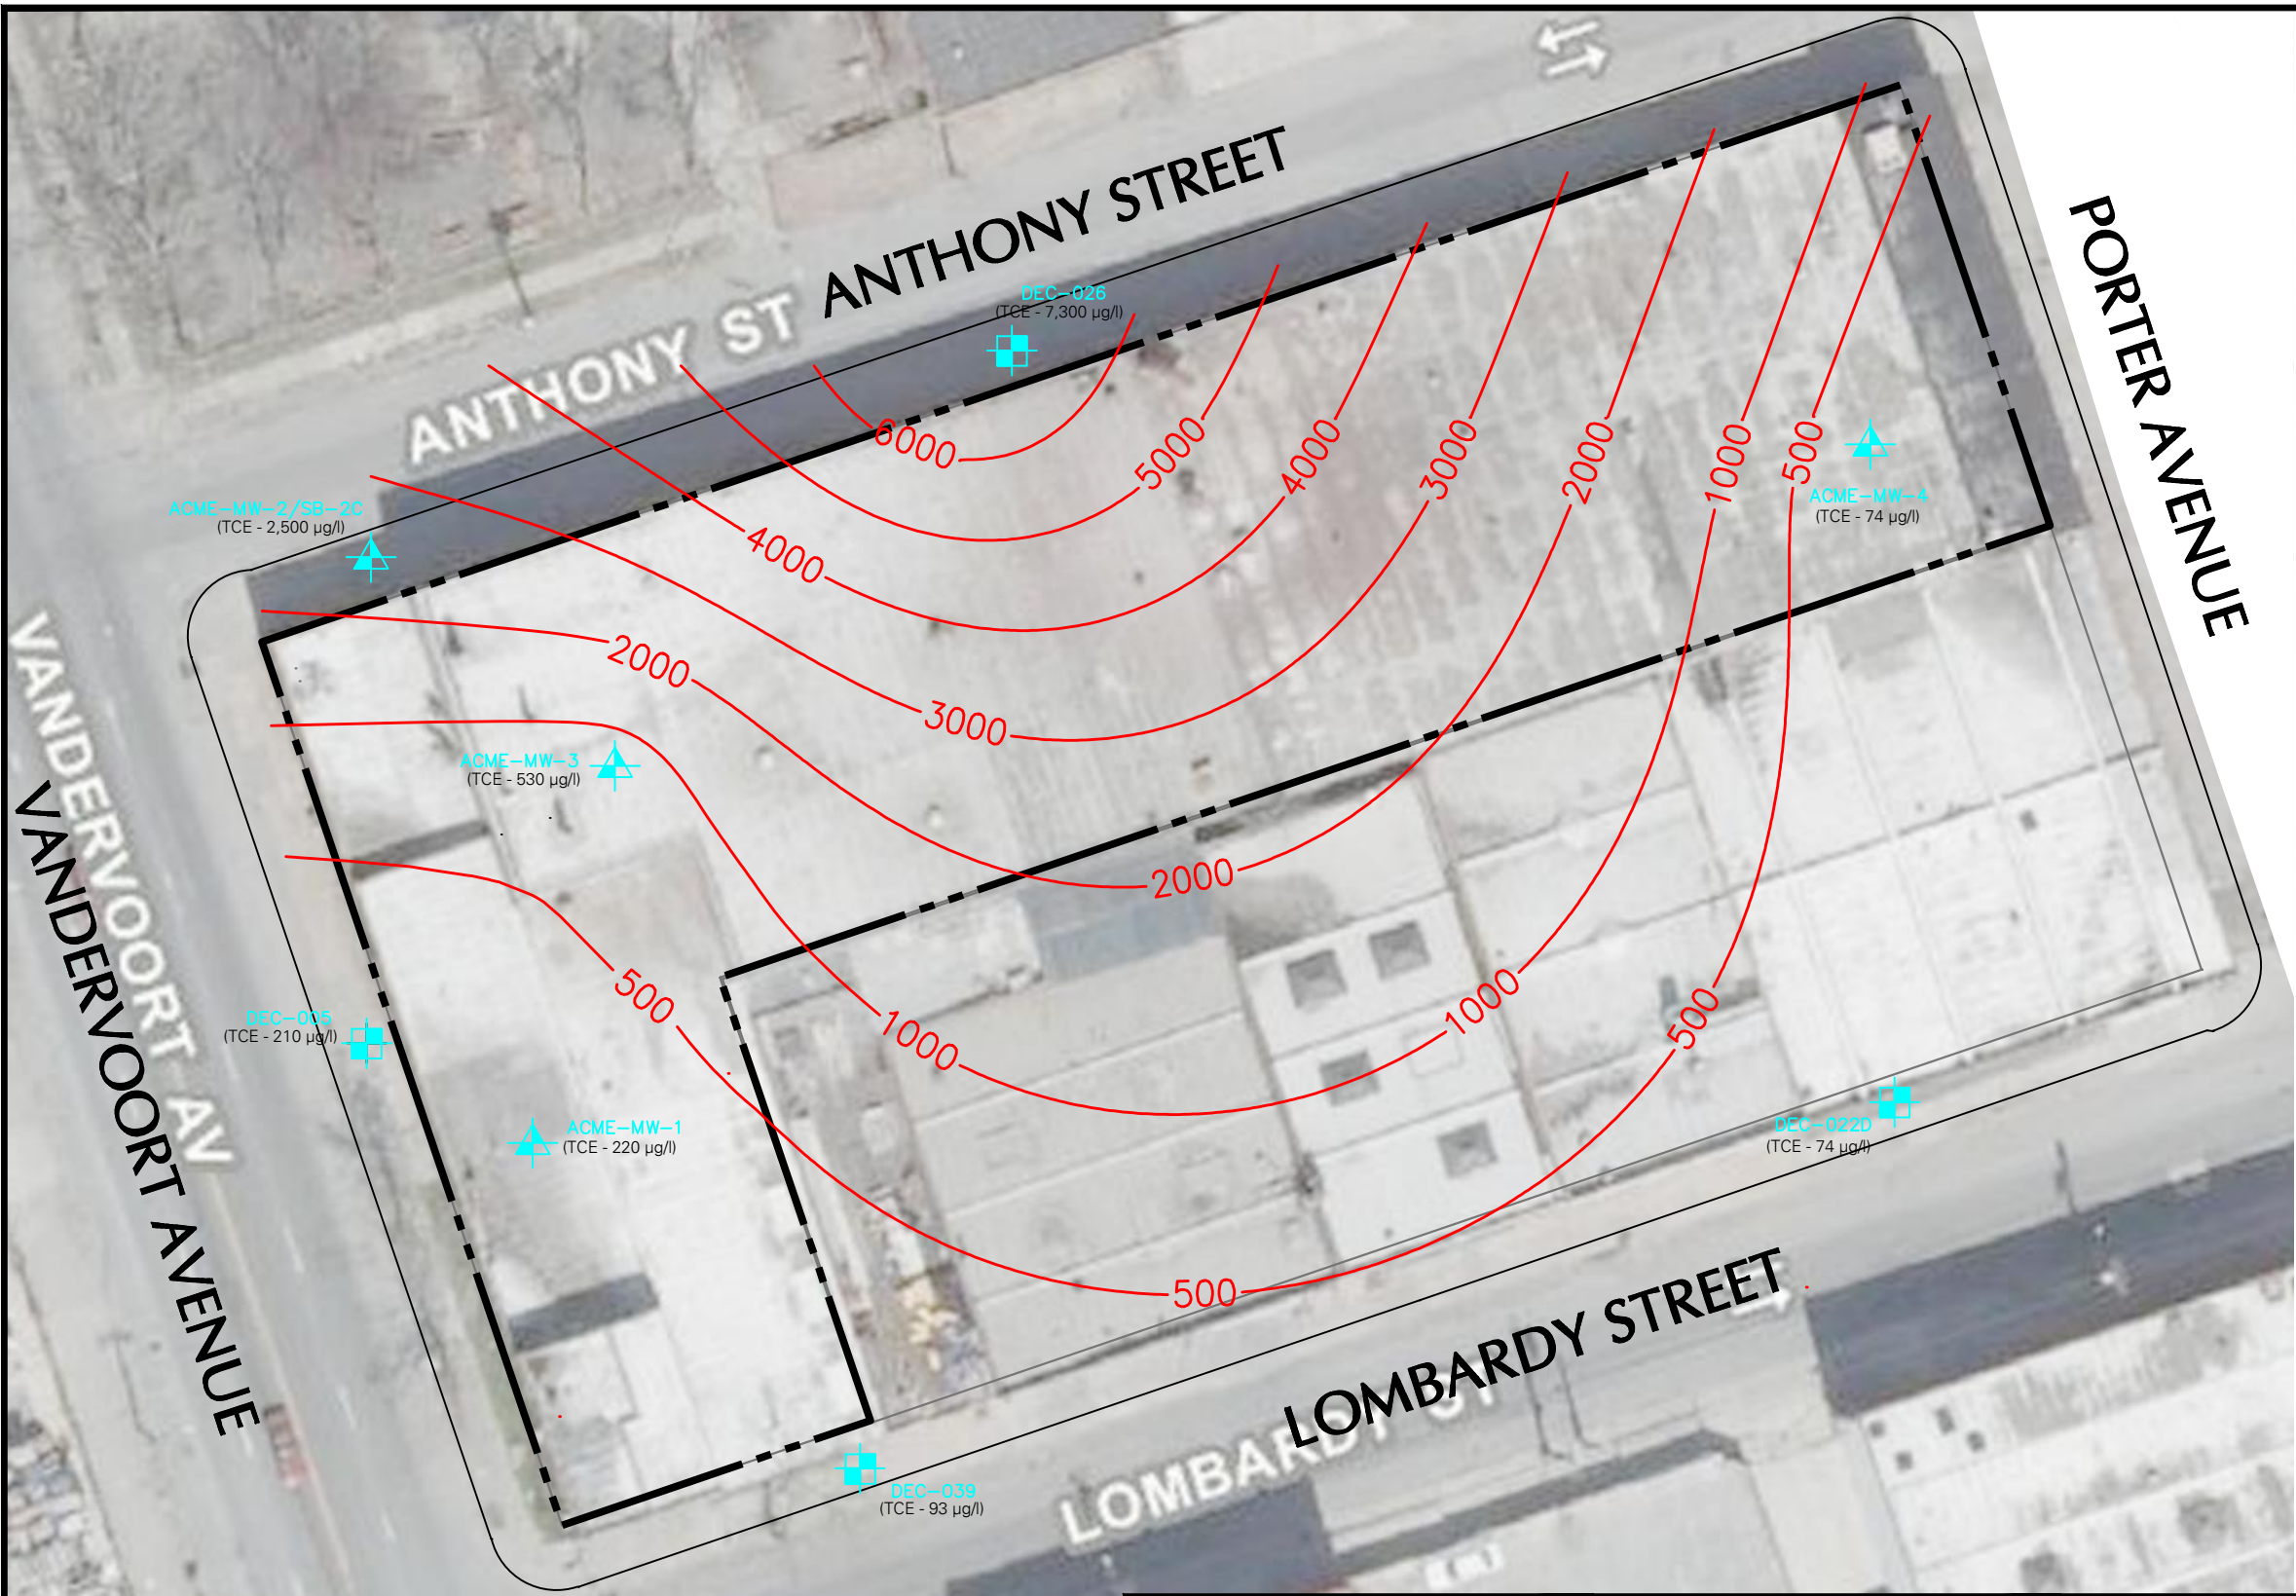 ANTHONY STREET
ANTHONY ST
PORTER AVENUE
VANDERVOORT AV
VANDERVOORT AVENUE
LOMBARDY STREET
LOMBARDY ST
DEC-026
(TCE - 7,300 µg/l)
ACME-MW-2/SB-2C
(TCE - 2,500 µg/l)
ACME-MW-4
(TCE - 74 µg/l)
ACME-MW-3
(TCE - 530 µg/l)
DEC-005
(TCE - 210 µg/l)
ACME-MW-1
(TCE - 220 µg/l)
DEC-022D
(TCE - 74 µg/l)
DEC-039
(TCE - 93 µg/l)
6000
5000
4000
3000
2000
1000
500
4000
2000
3000
2000
500
1000
1000
500
500